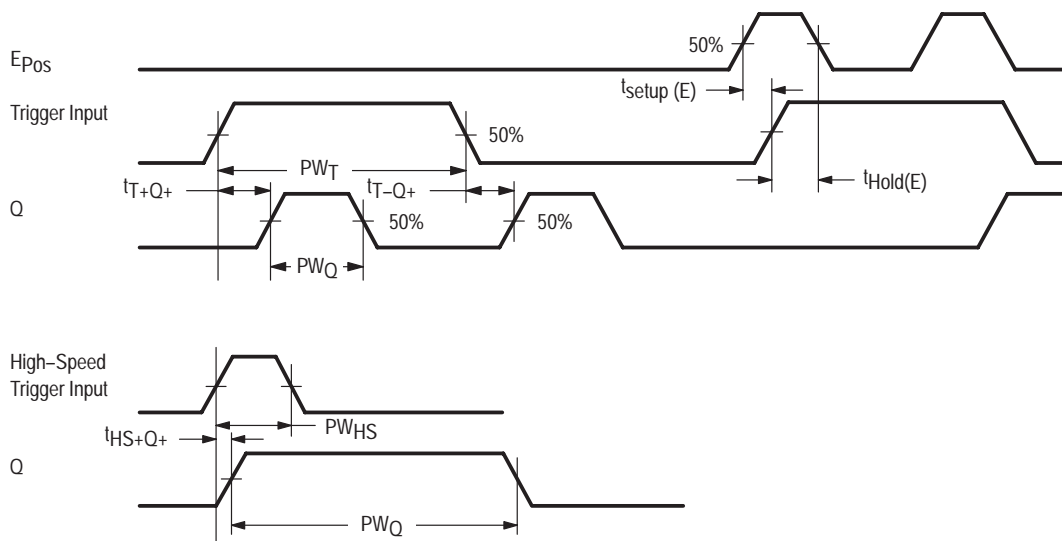 EPos
50%
tsetup (E)
Trigger Input
50%
PWT
tT+Q+
tT–Q+
tHold(E)
Q
50%
50%
PWQ
High–Speed
Trigger Input
PWHS
tHS+Q+
Q
PWQ